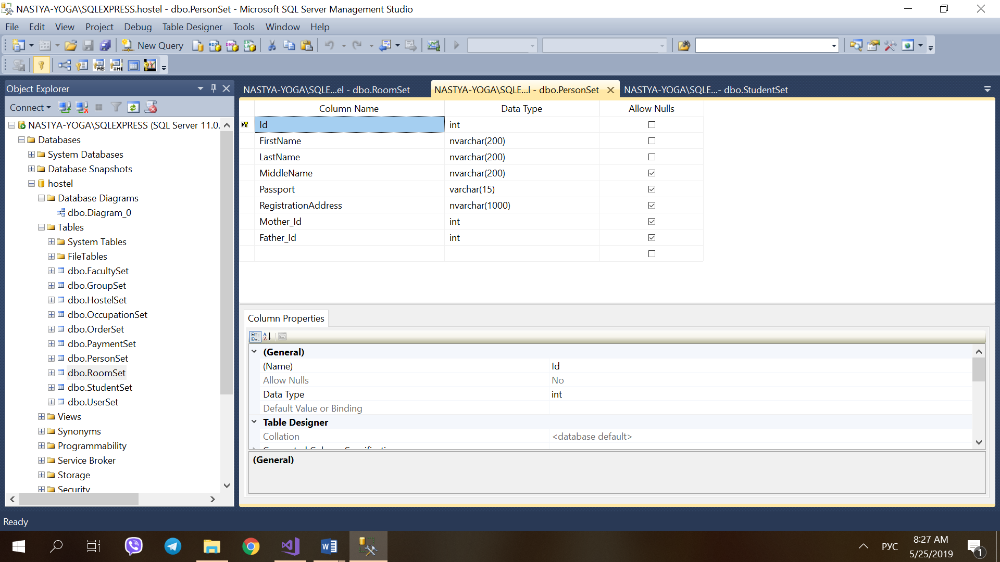 NASTYA-YOGA\SQLEXPRESS.hostel - dbo.PersonSet - Microsoft SQL Server Management Studio
File Edit View Project Debug Table Designer Tools Window Help
New Query
Object Explorer
Connect
NASTYA-YOGA\SQLEXPRESS (SQL Server 11.0.
Databases
System Databases
Database Snapshots
hostel
Database Diagrams
dbo.Diagram_0
Tables
System Tables
FileTables
dbo.FacultySet
dbo.GroupSet
dbo.HostelSet
dbo.OccupationSet
dbo.OrderSet
dbo.PaymentSet
dbo.PersonSet
dbo.RoomSet
dbo.StudentSet
dbo.UserSet
Views
Synonyms
Programmability
Service Broker
Storage
Security
NASTYA-YOGA\SQLE...el - dbo.RoomSet NASTYA-YOGA\SQLE...l - dbo.PersonSet NASTYA-YOGA\SQLE...- dbo.StudentSet
Column Name Data Type Allow Nulls
Id int
FirstName nvarchar(200)
LastName nvarchar(200)
MiddleName nvarchar(200)
Passport varchar(15)
RegistrationAddress nvarchar(1000)
Mother_Id int
Father_Id int
Column Properties
(General)
(Name) Id
Allow Nulls No
Data Type int
Default Value or Binding
Table Designer
Collation <database default>
(General)
Ready
РУС
8:27 AM
5/25/2019
1